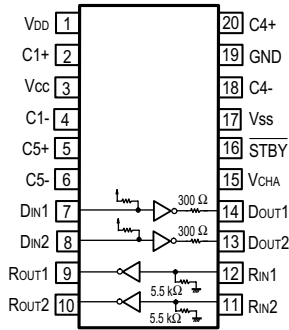 VDD 1 20 C4+
C1+ 2 19 GND
VCC 3 18 C4-
C1- 4 17 VSS
C5+ 5 16 STBY
C5- 6 15 VCHA
DIN1 7 300 Ω 14 DOUT1
DIN2 8 300 Ω 13 DOUT2
ROUT1 9 5.5 kΩ 12 RIN1
ROUT2 10 5.5 kΩ 11 RIN2